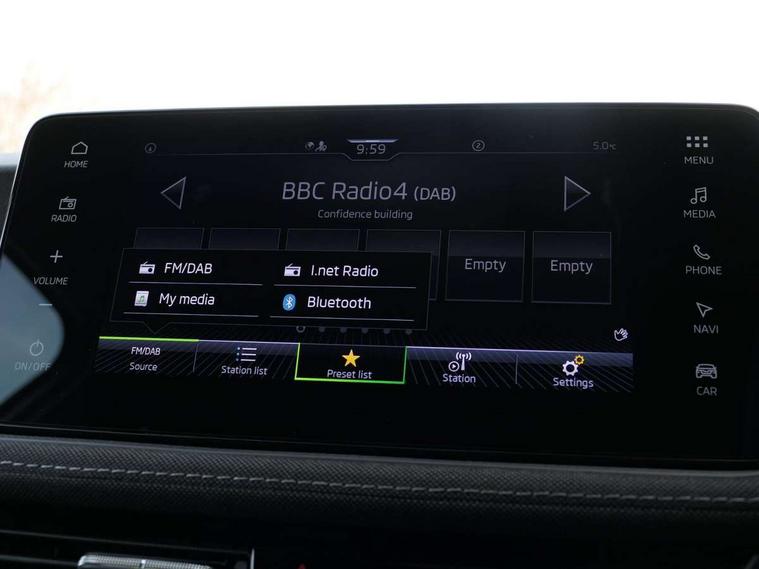 HOME
RADIO
VOLUME
ON/OFF
9:59
2
5.0°C
BBC Radio4 (DAB)
Confidence building
Empty
Empty
FM/DAB
I.net Radio
My media
Bluetooth
FM/DAB
Source
Station list
Preset list
Station
Settings
MENU
MEDIA
PHONE
NAVI
CAR